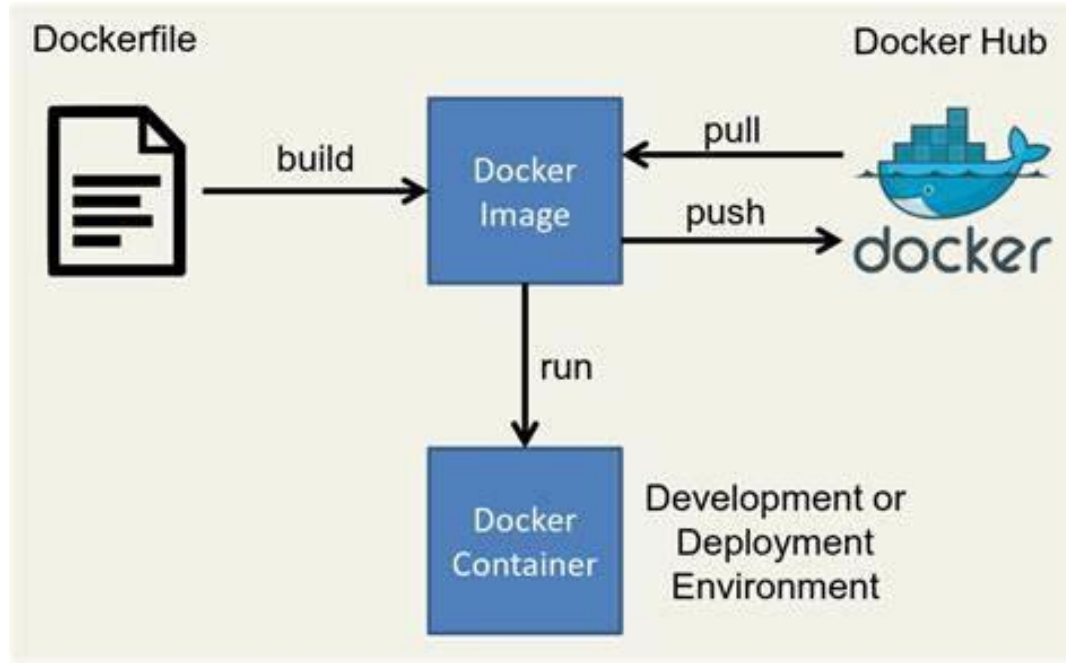 Dockerfile
Docker Hub
build
Docker
Image
pull
push
docker
run
Docker
Container
Development or
Deployment
Environment